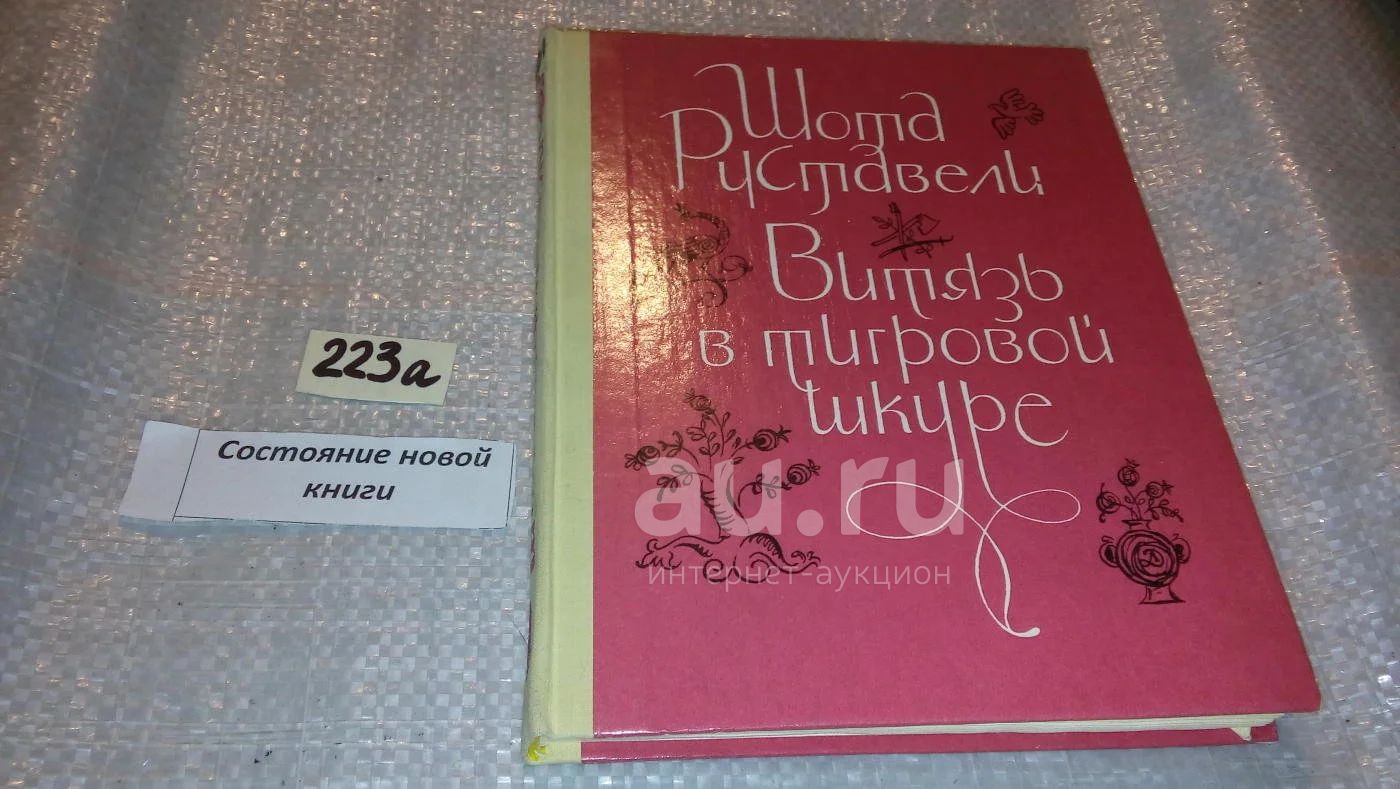 Шота
Руставели
Витязь
в тигровой
шкуре
223а
Состояние новой
книги
au.ru
интернет-аукцион